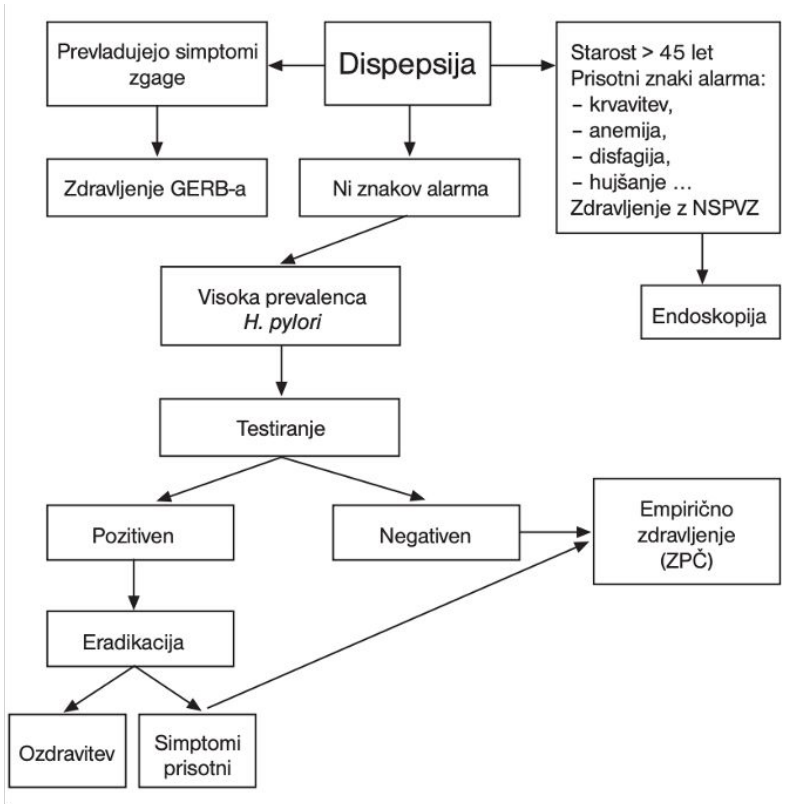 Prevladujejo simptomi
zgage
Dispepsija
Starost > 45 let
Prisotni znaki alarma:
– krvavitev,
– anemija,
– disfagija,
– hujšanje ...
Zdravljenje z NSPVZ
Zdravljenje GERB-a
Ni znakov alarma
Visoka prevalenca
H. pylori
Endoskopija
Testiranje
Pozitiven
Negativen
Empirično
zdravljenje
(ZPČ)
Eradikacija
Ozdravitev
Simptomi
prisotni